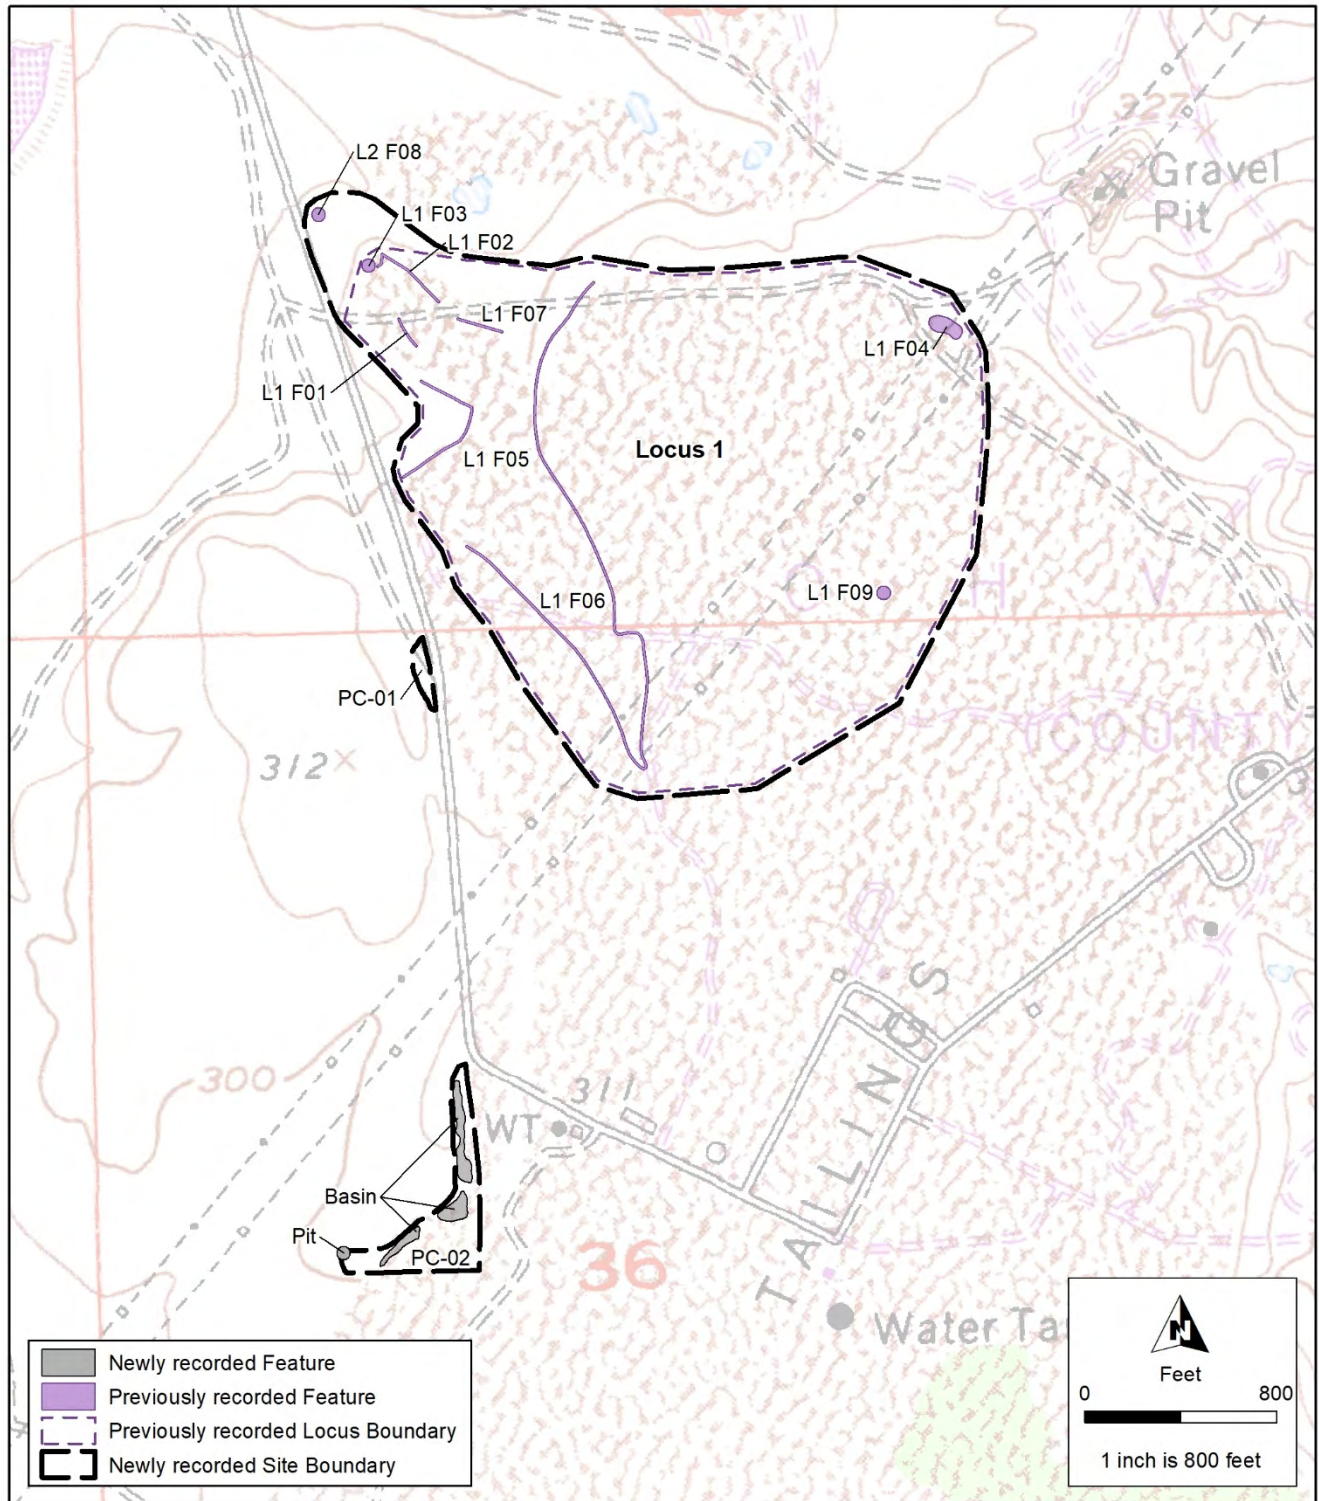 327
Gravel
Pit
L2 F08
L1 F03
L1 F02
L1 F07
L1 F04
L1 F01
Locus 1
L1 F05
L1 F09
C H V
L1 F06
PC-01
COUNTY
312
300
311
WT
TAILINGS
Basin
Pit
PC-02
36
Water Ta
Newly recorded Feature
Previously recorded Feature
Previously recorded Locus Boundary
Newly recorded Site Boundary
N
Feet
0 800
1 inch is 800 feet